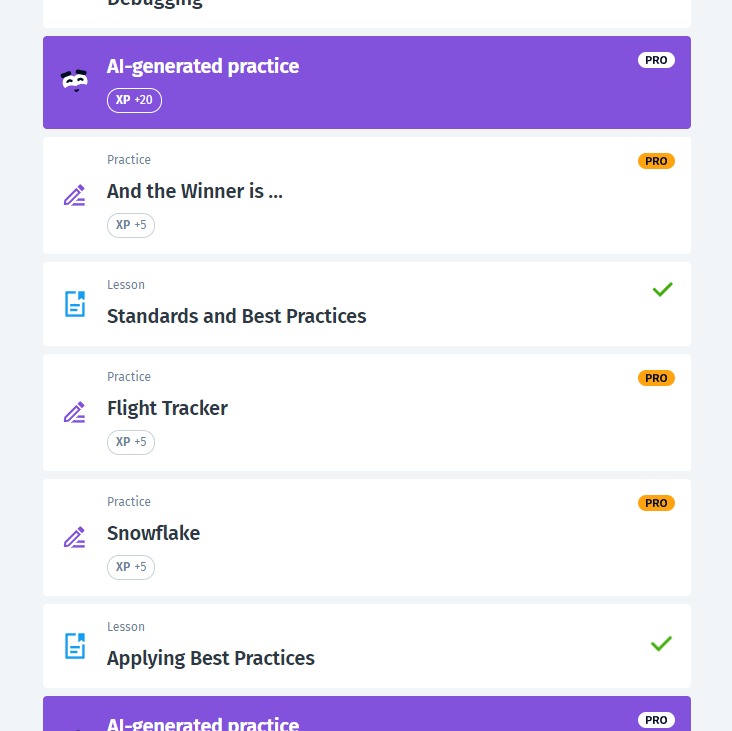 Debugging
AI-generated practice
PRO
XP +20
Practice
PRO
And the Winner is ...
XP +5
Lesson
Standards and Best Practices
Practice
PRO
Flight Tracker
XP +5
Practice
PRO
Snowflake
XP +5
Lesson
Applying Best Practices
AI-generated practice
PRO